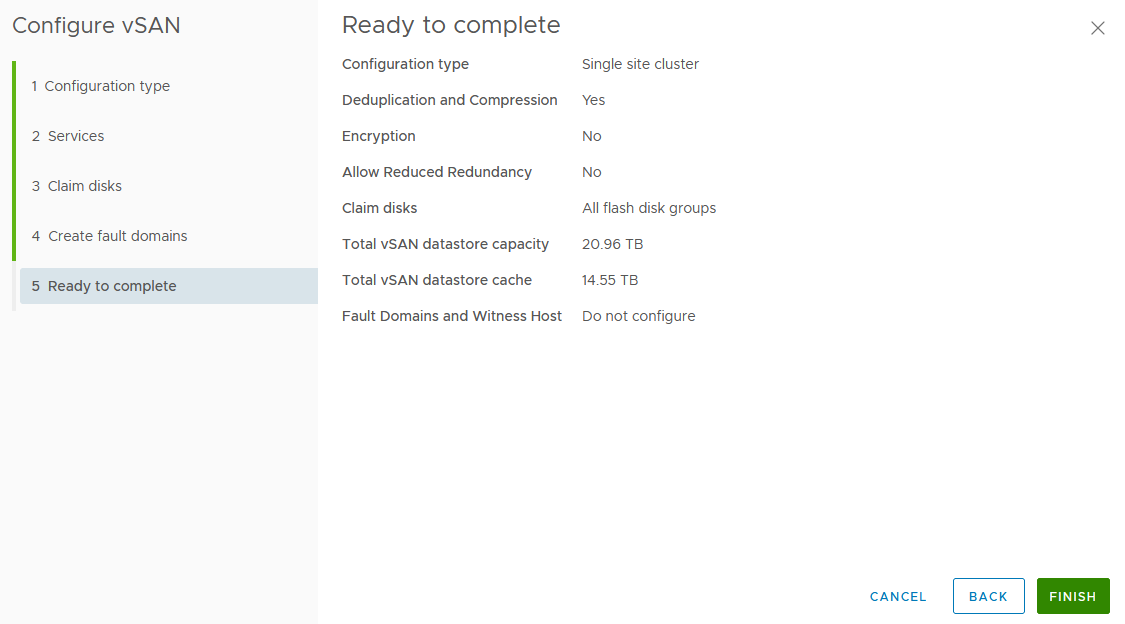 Configure vSAN
1 Configuration type
2 Services
3 Claim disks
4 Create fault domains
5 Ready to complete
Ready to complete
Configuration type Single site cluster
Deduplication and Compression Yes
Encryption No
Allow Reduced Redundancy No
Claim disks All flash disk groups
Total vSAN datastore capacity 20.96 TB
Total vSAN datastore cache 14.55 TB
Fault Domains and Witness Host Do not configure
CANCEL BACK FINISH